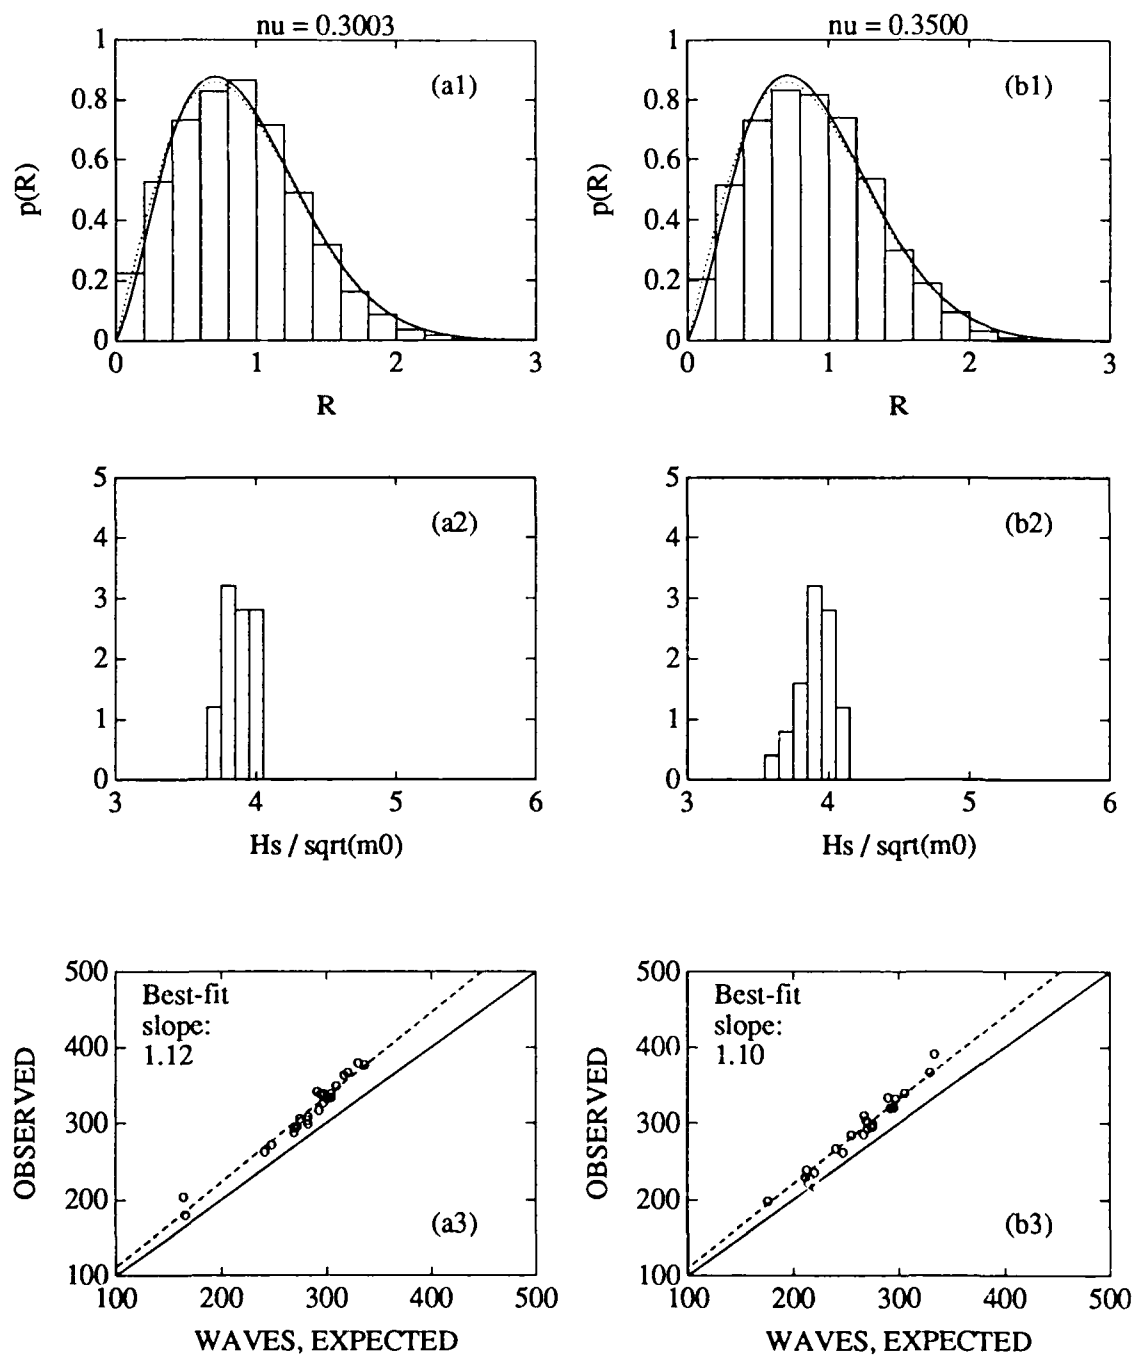 nu = 0.3003
nu = 0.3500
1
0.8
0.6
0.4
0.2
0
p(R)
(a1)
0 1 2 3
R
1
0.8
0.6
0.4
0.2
0
p(R)
(b1)
0 1 2 3
R
5
4
3
2
1
0
(a2)
3 4 5 6
Hs / sqrt(m0)
5
4
3
2
1
0
(b2)
3 4 5 6
Hs / sqrt(m0)
500
400
300
200
100
OBSERVED
Best-fit
slope:
1.12
(a3)
100 200 300 400 500
WAVES, EXPECTED
500
400
300
200
100
OBSERVED
Best-fit
slope:
1.10
(b3)
100 200 300 400 500
WAVES, EXPECTED